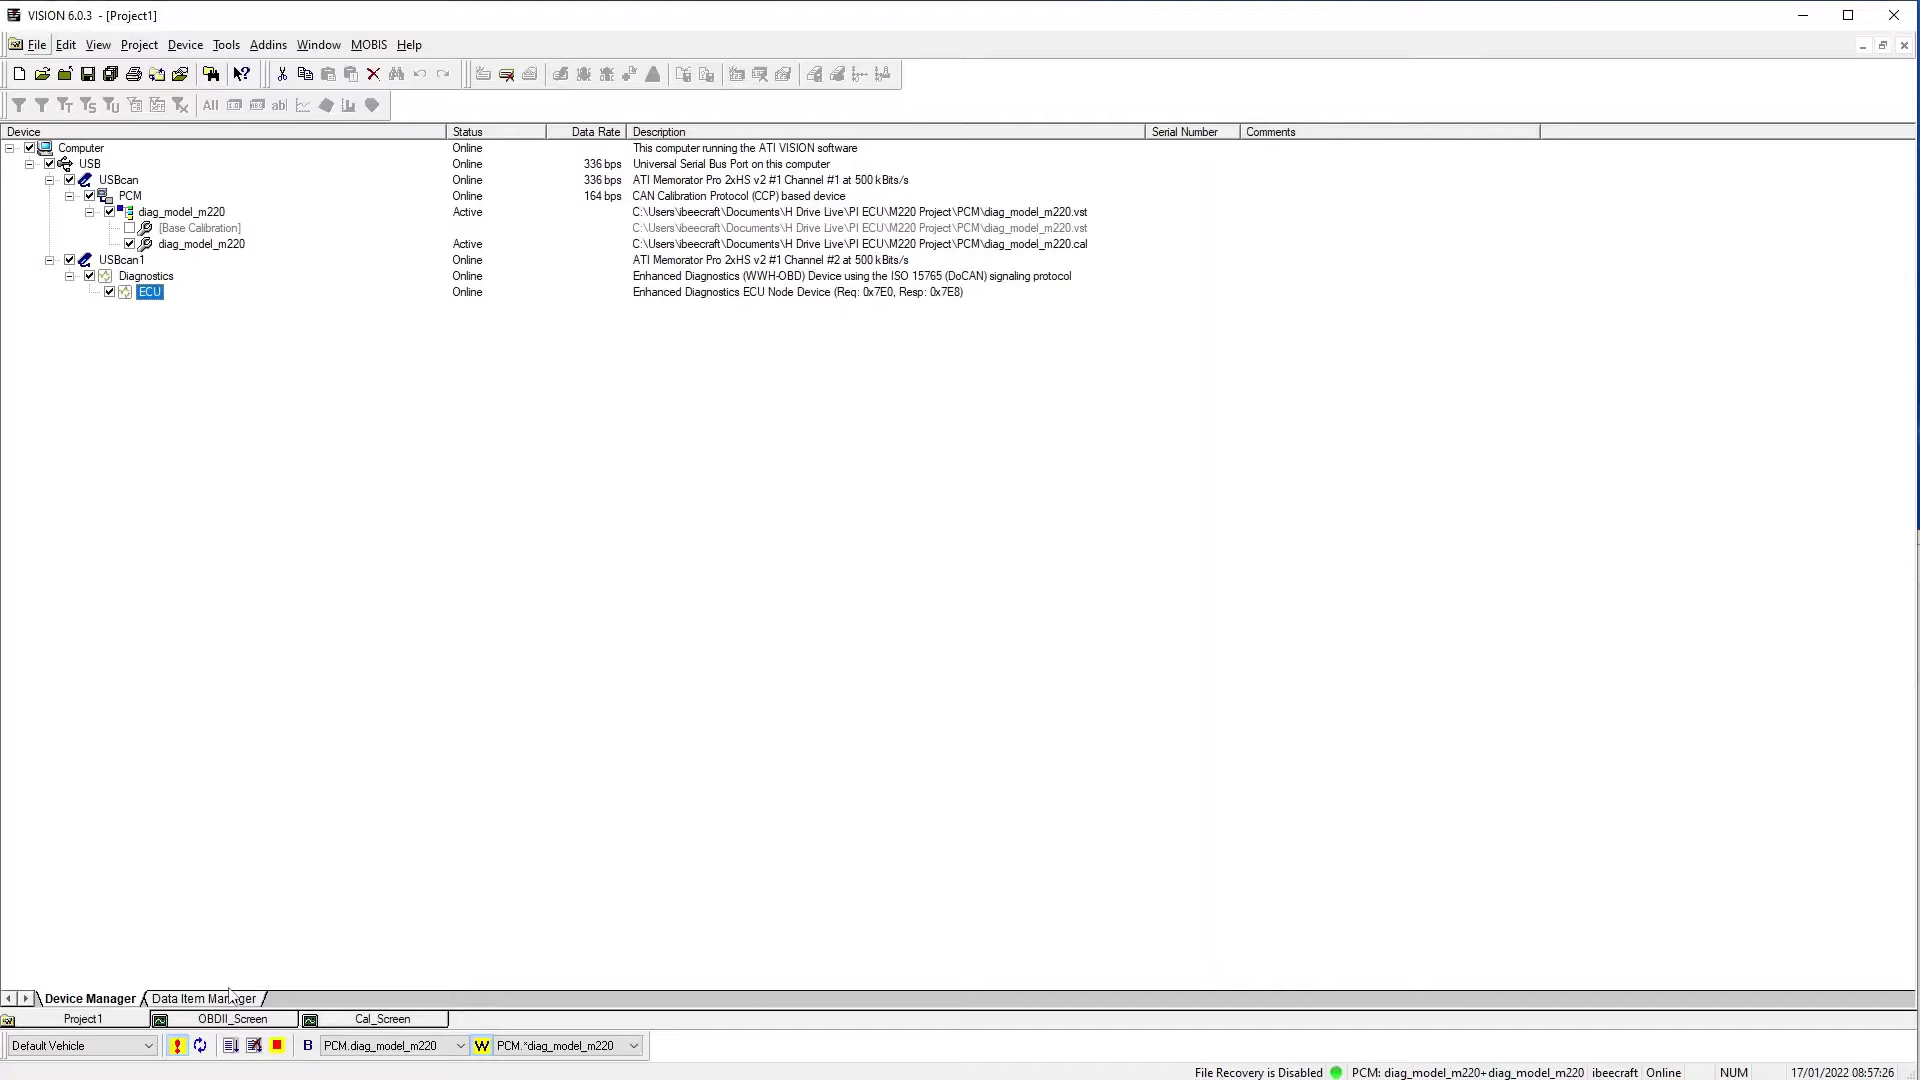 VISION 6.0.3 - [Project1]
File Edit View Project Device Tools Addins Window MOBIS Help
All
ab|
Device Status Data Rate Description Serial Number Comments
Computer Online This computer running the ATI VISION software
USB Online 336 bps Universal Serial Bus Port on this computer
USBcan Online 336 bps ATI Memorator Pro 2xHS v2 #1 Channel #1 at 500 kBits/s
PCM Online 164 bps CAN Calibration Protocol (CCP) based device
diag_model_m220 Active C:\Users\ibeecraft\Documents\H Drive Live\PI ECU\M220 Project\PCM\diag_model_m220.vst
[Base Calibration] C:\Users\ibeecraft\Documents\H Drive Live\PI ECU\M220 Project\PCM\diag_model_m220.vst
diag_model_m220 Active C:\Users\ibeecraft\Documents\H Drive Live\PI ECU\M220 Project\PCM\diag_model_m220.cal
USBcan1 Online ATI Memorator Pro 2xHS v2 #1 Channel #2 at 500 kBits/s
Diagnostics Online Enhanced Diagnostics (WWH-OBD) Device using the ISO 15765 (DoCAN) signaling protocol
ECU Online Enhanced Diagnostics ECU Node Device (Req: 0x7E0, Resp: 0x7E8)
Device Manager Data Item Manager
Project1 OBDII_Screen Cal_Screen
Default Vehicle B PCM.diag_model_m220 W PCM.*diag_model_m220
File Recovery is Disabled PCM: diag_model_m220+diag_model_m220 ibeecraft Online NUM 17/01/2022 08:57:26